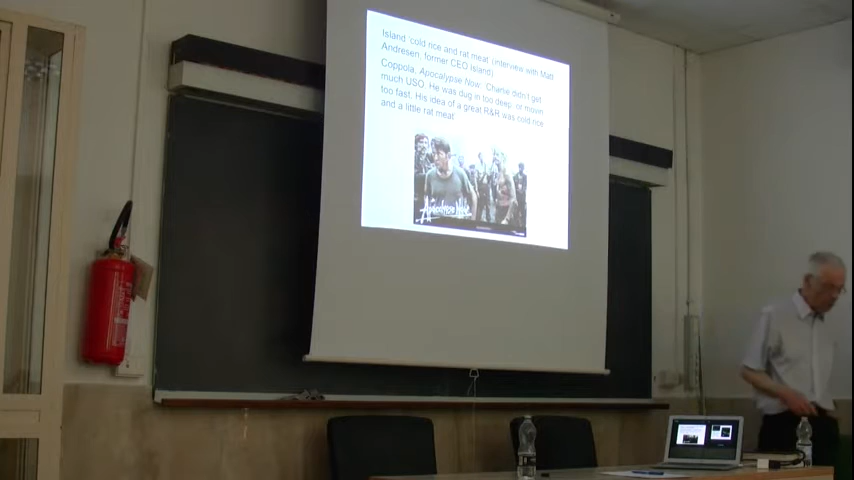 Island 'cold rice and rat meat' (interview with Matt
Andresen, former CEO Island)
Coppola, Apocalypse Now: 'Charlie didn't get
much USO. He was dug in too deep, or movin'
too fast. His idea of a great R&R was cold rice
and a little rat meat'
Apocalypse Now